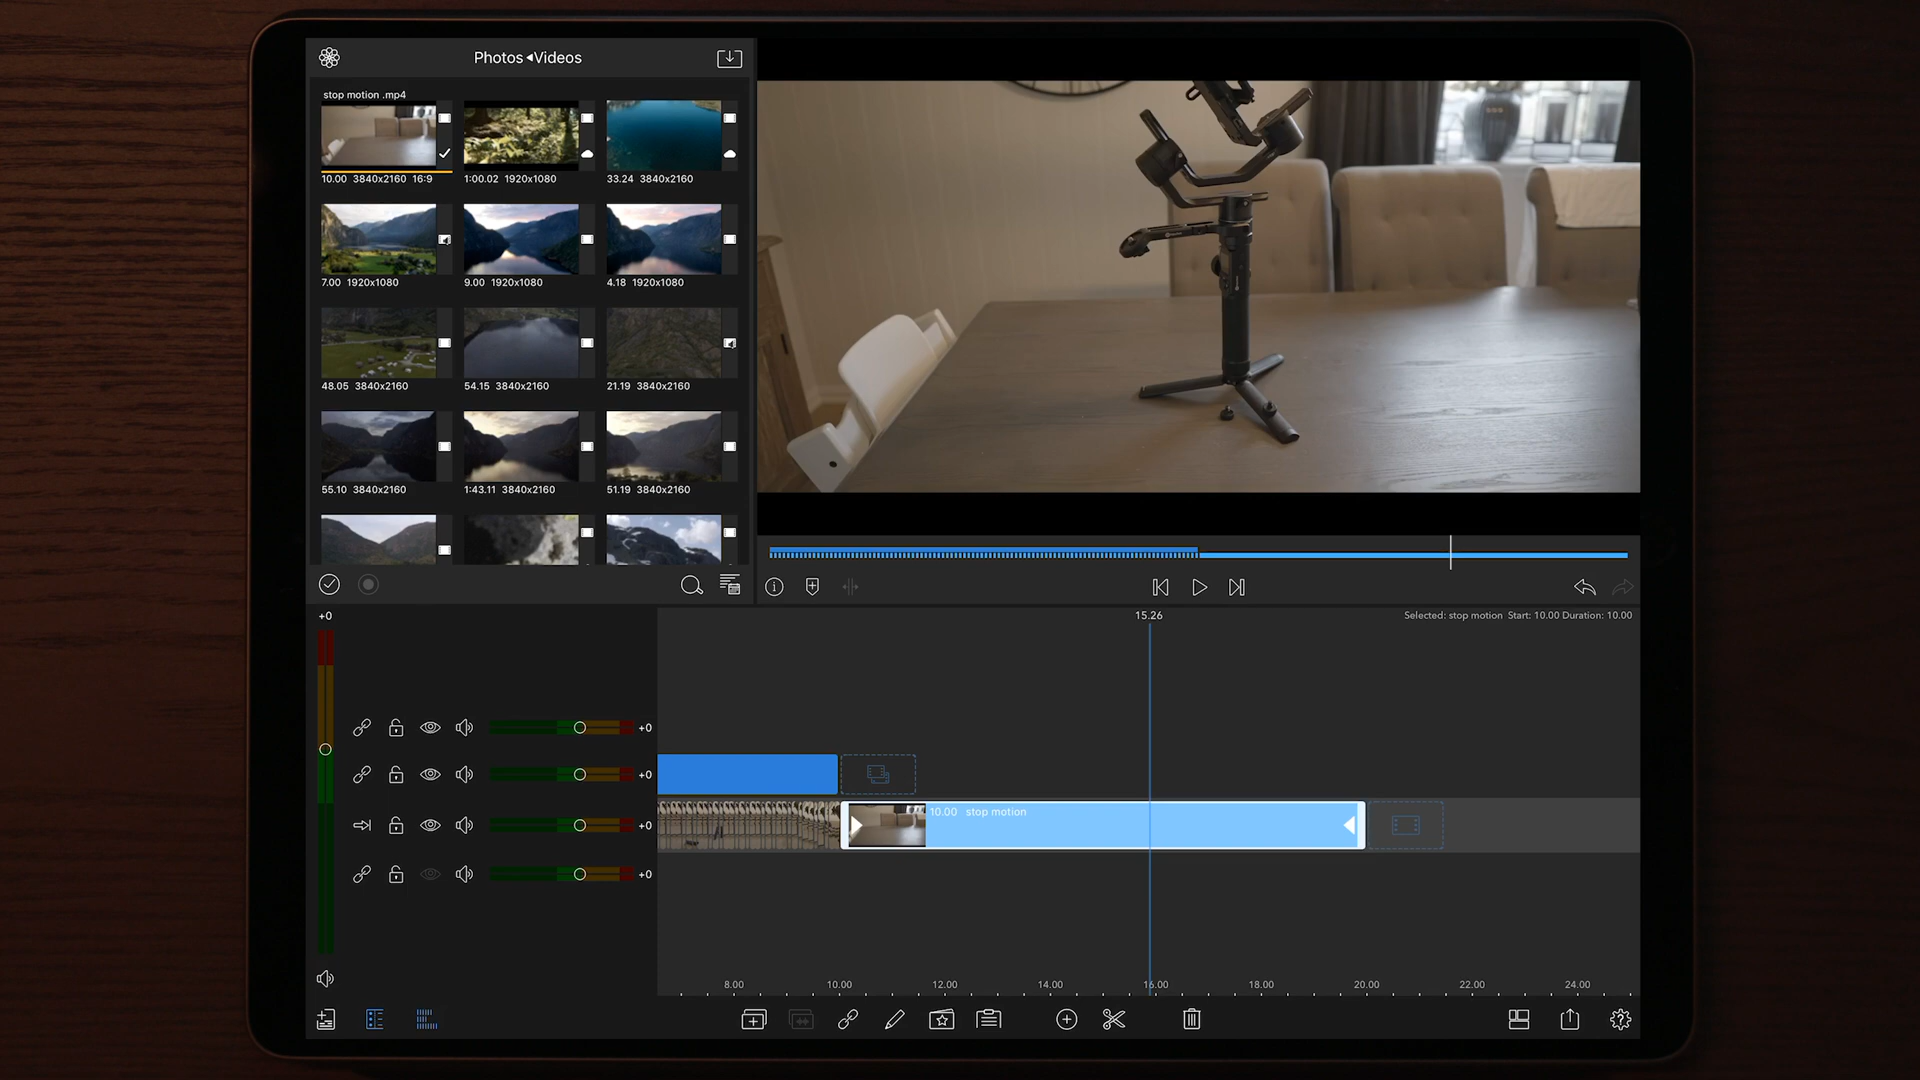 Photos◂Videos
stop motion .mp4
10.00 3840x2160 16:9
1:00.02 1920x1080
33.24 3840x2160
7.00 1920x1080
9.00 1920x1080
4.18 1920x1080
48.05 3840x2160
54.15 3840x2160
21.19 3840x2160
55.10 3840x2160
1:43.11 3840x2160
51.19 3840x2160
+0
15.26
Selected: stop motion Start: 10.00 Duration: 10.00
+0
+0
10.00 stop motion
+0
+0
8.00 10.00 12.00 14.00 16.00 18.00 20.00 22.00 24.00